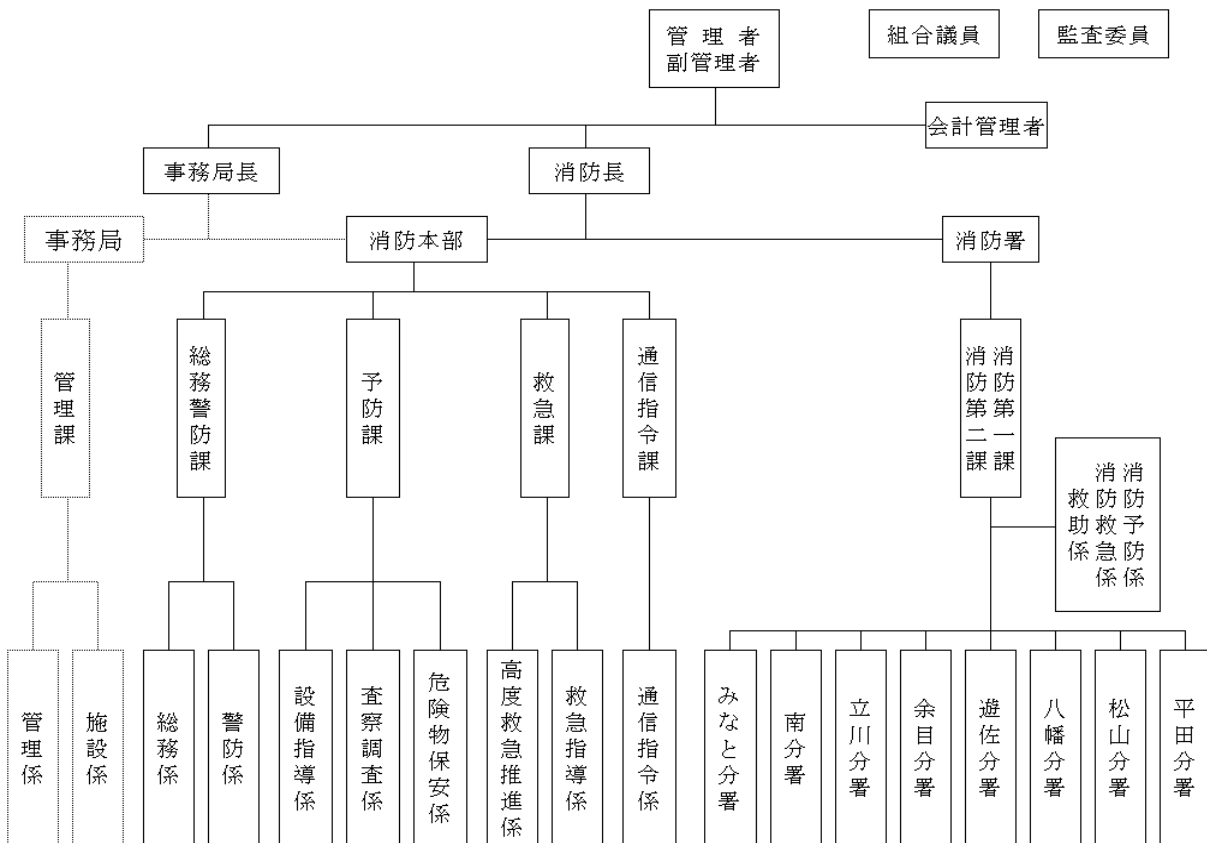 管理者
副管理者
組合議員
監査委員
会計管理者
事務局長
消防長
事務局
消防本部
消防署
管理課
総務警防課
予防課
救急課
通信指令課
消防第一課
消防第二課
消防予防係
消防救急係
救助係
管理係
施設係
総務係
警防係
設備指導係
査察調査係
危険物保安係
高度救急推進係
救急指導係
通信指令係
みなと分署
南分署
立川分署
余目分署
遊佐分署
八幡分署
松山分署
平田分署